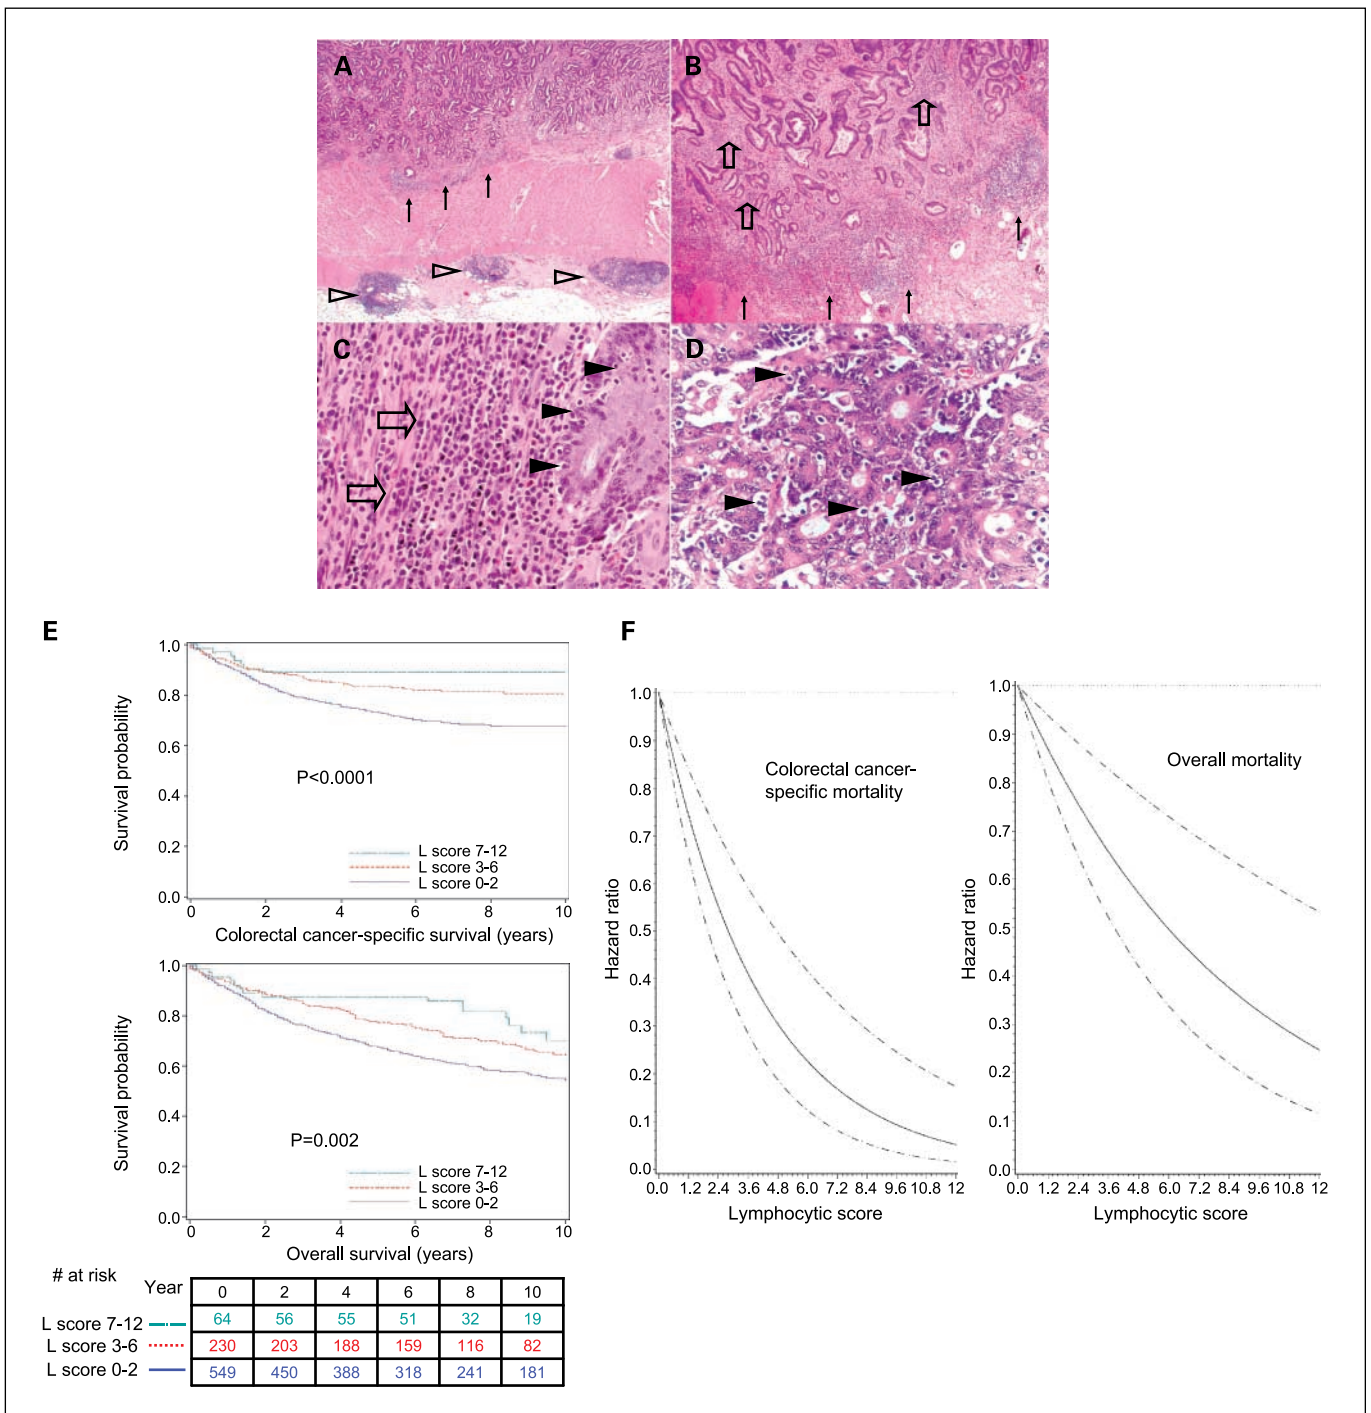 A
B
C
D
E
1.0
0.8
0.6
0.4
0.2
0.0
Survival probability
P<0.0001
L score 7-12
L score 3-6
L score 0-2
0 2 4 6 8 10
Colorectal cancer-specific survival (years)
1.0
0.8
0.6
0.4
0.2
0.0
Survival probability
P=0.002
L score 7-12
L score 3-6
L score 0-2
0 2 4 6 8 10
Overall survival (years)
# at risk Year 0 2 4 6 8 10
L score 7-12 64 56 55 51 32 19
L score 3-6 230 203 188 159 116 82
L score 0-2 549 450 388 318 241 181
F
1.0
0.9
0.8
0.7
0.6
0.5
0.4
0.3
0.2
0.1
0.0
Hazard ratio
Colorectal cancer-
specific mortality
0.0 1.2 2.4 3.6 4.8 6.0 7.2 8.4 9.6 10.8 12
Lymphocytic score
1.0
0.9
0.8
0.7
0.6
0.5
0.4
0.3
0.2
0.1
0.0
Hazard ratio
Overall mortality
0.0 1.2 2.4 3.6 4.8 6.0 7.2 8.4 9.6 10.8 12
Lymphocytic score